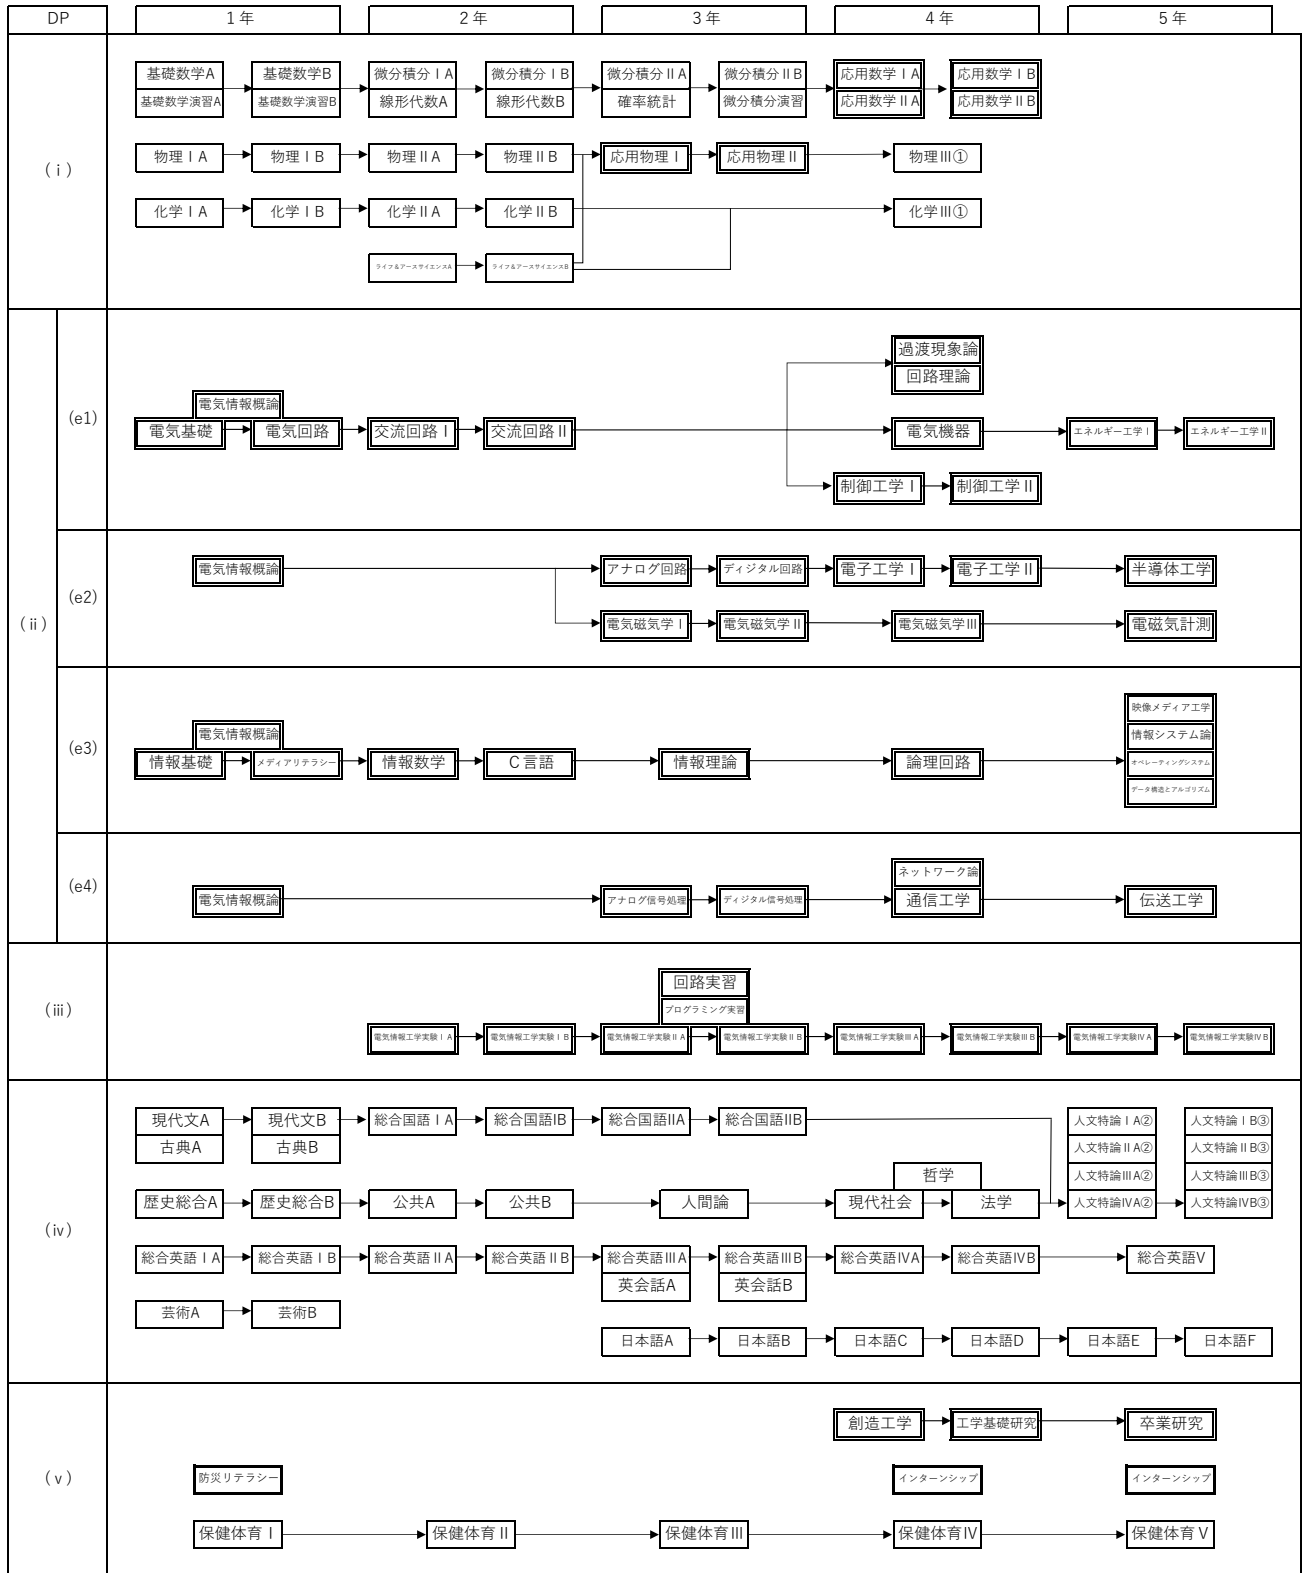 DP 1年 2年 3年 4年 5年
(ⅰ)
基礎数学A 基礎数学B 微分積分ⅠA 微分積分ⅠB 微分積分ⅡA 微分積分ⅡB 応用数学ⅠA 応用数学ⅠB
基礎数学演習A 基礎数学演習B 線形代数A 線形代数B 確率統計 微分積分演習 応用数学ⅡA 応用数学ⅡB
物理ⅠA 物理ⅠB 物理ⅡA 物理ⅡB 応用物理Ⅰ 応用物理Ⅱ 物理Ⅲ①
化学ⅠA 化学ⅠB 化学ⅡA 化学ⅡB 化学Ⅲ①
ライフ&アースサイエンスA ライフ&アースサイエンスB
(ⅱ)
(e1)
過渡現象論
回路理論
電気情報概論
電気基礎 電気回路 交流回路Ⅰ 交流回路Ⅱ 電気機器 エネルギー工学Ⅰ エネルギー工学Ⅱ
制御工学Ⅰ 制御工学Ⅱ
(e2)
電気情報概論 アナログ回路 ディジタル回路 電子工学Ⅰ 電子工学Ⅱ 半導体工学
電気磁気学Ⅰ 電気磁気学Ⅱ 電気磁気学Ⅲ 電磁気計測
(e3)
映像メディア工学
電気情報概論 情報システム論
情報基礎 メディアリテラシー 情報数学 C言語 情報理論 論理回路 オペレーティングシステム
データ構造とアルゴリズム
(e4)
ネットワーク論
電気情報概論 アナログ信号処理 ディジタル信号処理 通信工学 伝送工学
(ⅲ)
回路実習
プログラミング実習
電気情報工学実験ⅠA 電気情報工学実験ⅠB 電気情報工学実験ⅡA 電気情報工学実験ⅡB 電気情報工学実験ⅢA 電気情報工学実験ⅢB 電気情報工学実験ⅣA 電気情報工学実験ⅣB
(ⅳ)
現代文A 現代文B 総合国語ⅠA 総合国語ⅠB 総合国語ⅡA 総合国語ⅡB 人文特論ⅠA② 人文特論ⅠB③
古典A 古典B 人文特論ⅡA② 人文特論ⅡB③
哲学 人文特論ⅢA② 人文特論ⅢB③
歴史総合A 歴史総合B 公共A 公共B 人間論 現代社会 法学 人文特論ⅣA② 人文特論ⅣB③
総合英語ⅠA 総合英語ⅠB 総合英語ⅡA 総合英語ⅡB 総合英語ⅢA 総合英語ⅢB 総合英語ⅣA 総合英語ⅣB 総合英語Ⅴ
英会話A 英会話B
芸術A 芸術B
日本語A 日本語B 日本語C 日本語D 日本語E 日本語F
(ⅴ)
創造工学 工学基礎研究 卒業研究
防災リテラシー インターンシップ インターンシップ
保健体育Ⅰ 保健体育Ⅱ 保健体育Ⅲ 保健体育Ⅳ 保健体育Ⅴ